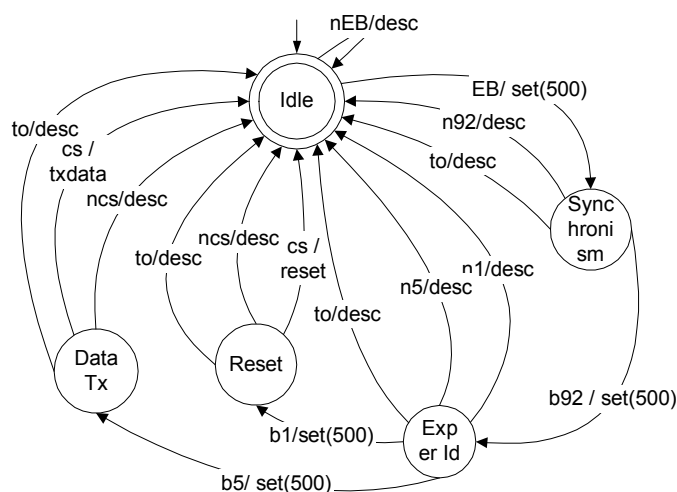 nEB/desc
Idle
EB/ set(500)
n92/desc
to/desc
to/desc
cs /
txdata
ncs/desc
Sync
hroni
sm
to/desc
ncs/desc
cs /
reset
n1/desc
n5/desc
to/desc
Data
Tx
Reset
b92 / set(500)
b1/set(500)
Exp
er Id
b5/ set(500)